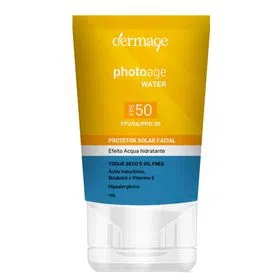 dermage
photoage
WATER
FPS 50
FPUVA/PPD 20
PROTETOR SOLAR FACIAL
Efeito Acqua hidratante
TOQUE SECO E OIL FREE
Ácido hialurônico,
Bisabolol e Vitamina E
Hipoalergênico